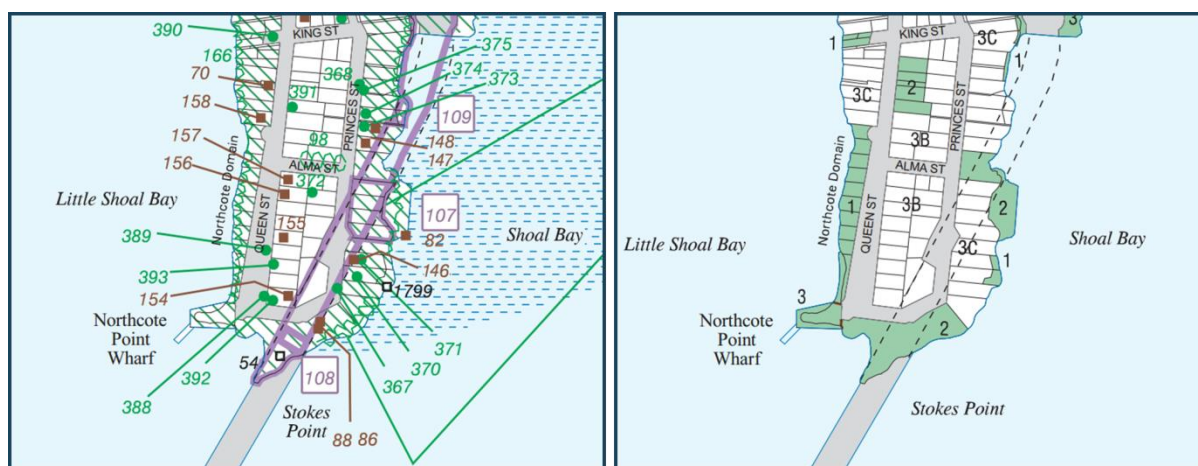 390
KING ST
375
166
374
368
373
70
391
PRINCES ST
109
158
148
98
147
157
ALMA ST
156
372
Northcote Domain
Little Shoal Bay
107
QUEEN ST
155
82
Shoal Bay
389
393
146
154
1799
Northcote
Point
Wharf
54
371
392
370
108
367
388
Stokes
Point
88 86
3
1
KING ST
3C
1
2
3C
PRINCES ST
3B
ALMA ST
Northcote Domain
1
QUEEN ST
3B
2
Little Shoal Bay
3C
Shoal Bay
1
3
Northcote
Point
Wharf
2
Stokes Point